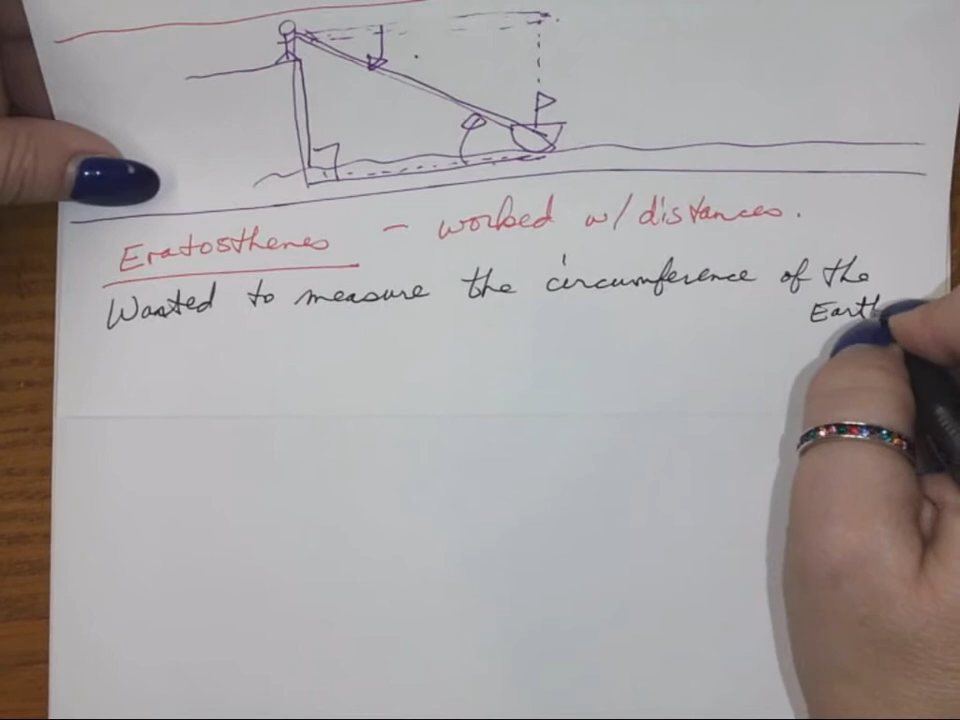 Eratosthenes - worked w/ distances.
Wanted to measure the circumference of the
Earth